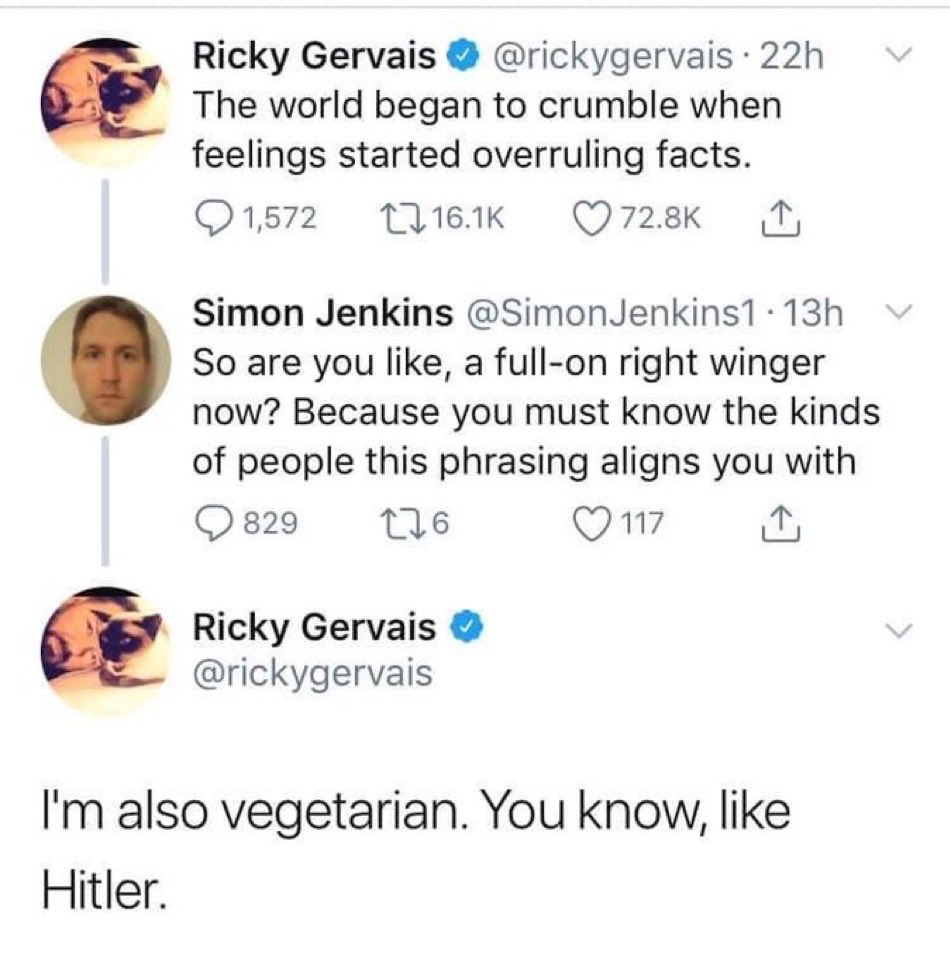 Ricky Gervais @rickygervais · 22h
The world began to crumble when
feelings started overruling facts.
1,572 16.1K 72.8K
Simon Jenkins @SimonJenkins1 · 13h
So are you like, a full-on right winger
now? Because you must know the kinds
of people this phrasing aligns you with
829 6 117
Ricky Gervais
@rickygervais
I'm also vegetarian. You know, like
Hitler.